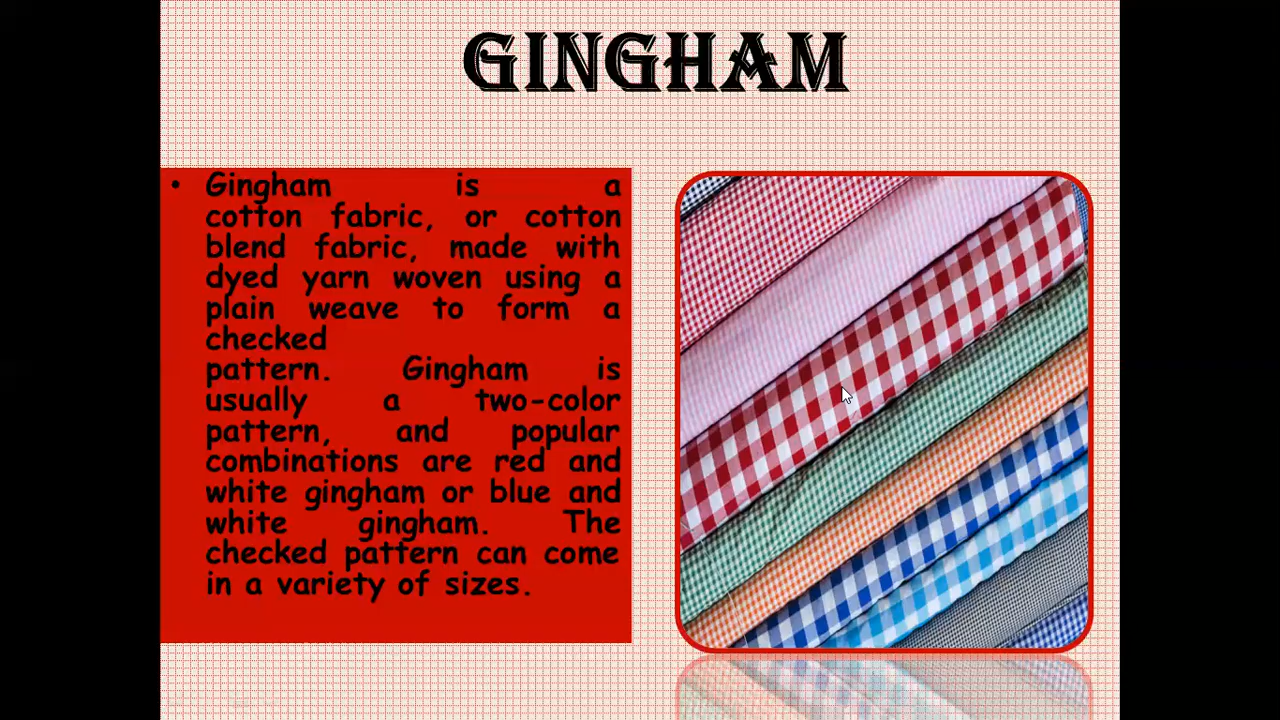 GINGHAM
• Gingham is a
cotton fabric, or cotton
blend fabric, made with
dyed yarn woven using a
plain weave to form a
checked
pattern. Gingham is
usually a two-color
pattern, and popular
combinations are red and
white gingham or blue and
white gingham. The
checked pattern can come
in a variety of sizes.